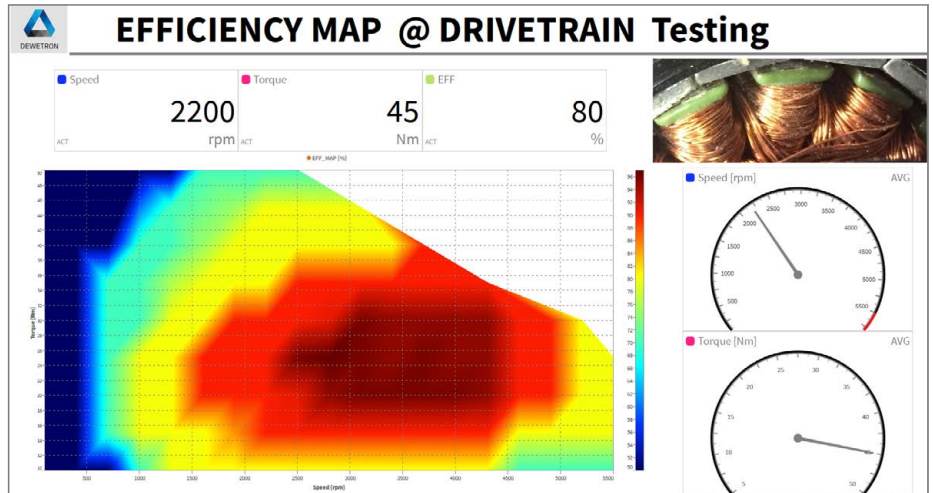 EFFICIENCY MAP @ DRIVETRAIN Testing
DEWETRON
Speed
2200
ACT rpm
Torque
45
ACT Nm
EFF
80
ACT %
EFF_MAP [%]
Torque [Nm]
500 1000 1500 2000 2500 3000 3500 4000 4500 5000 5500
Speed [rpm]
Speed [rpm] AVG
500
1000
1500
2000
2500
3000
3500
4000
4500
5000
5500
Torque [Nm] AVG
5
10
15
20
25
30
35
40
50